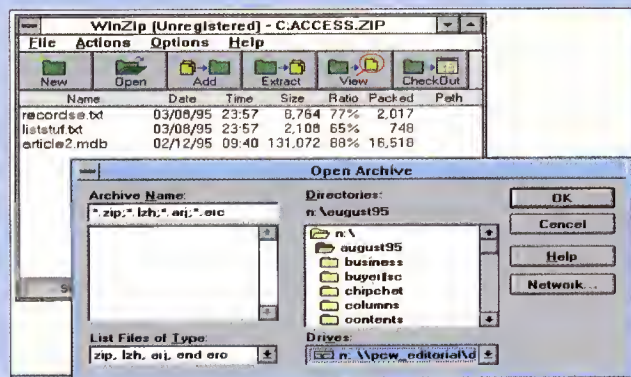 WinZip (Unregistered) - C:ACCESS.ZIP
File Actions Options Help
New Open Add Extract View CheckOut
Name Date Time Size Ratio Packed Path
recordse.txt 03/08/95 23:57 8,764 77% 2,017
liststuf.txt 03/08/95 23:57 2,108 65% 748
article2.mdb 02/12/95 09:40 131,072 88% 16,518
Open Archive
Archive Name:
*.zip;*.lzh;*.arj;*.arc
List Files of Type:
zip, lzh, arj, and arc
Directories:
n:\august95
n:\
august95
business
buyersc
chipchet
columns
contents
Drives:
n: \\pcw_editorial\d
OK
Cancel
Help
Network...